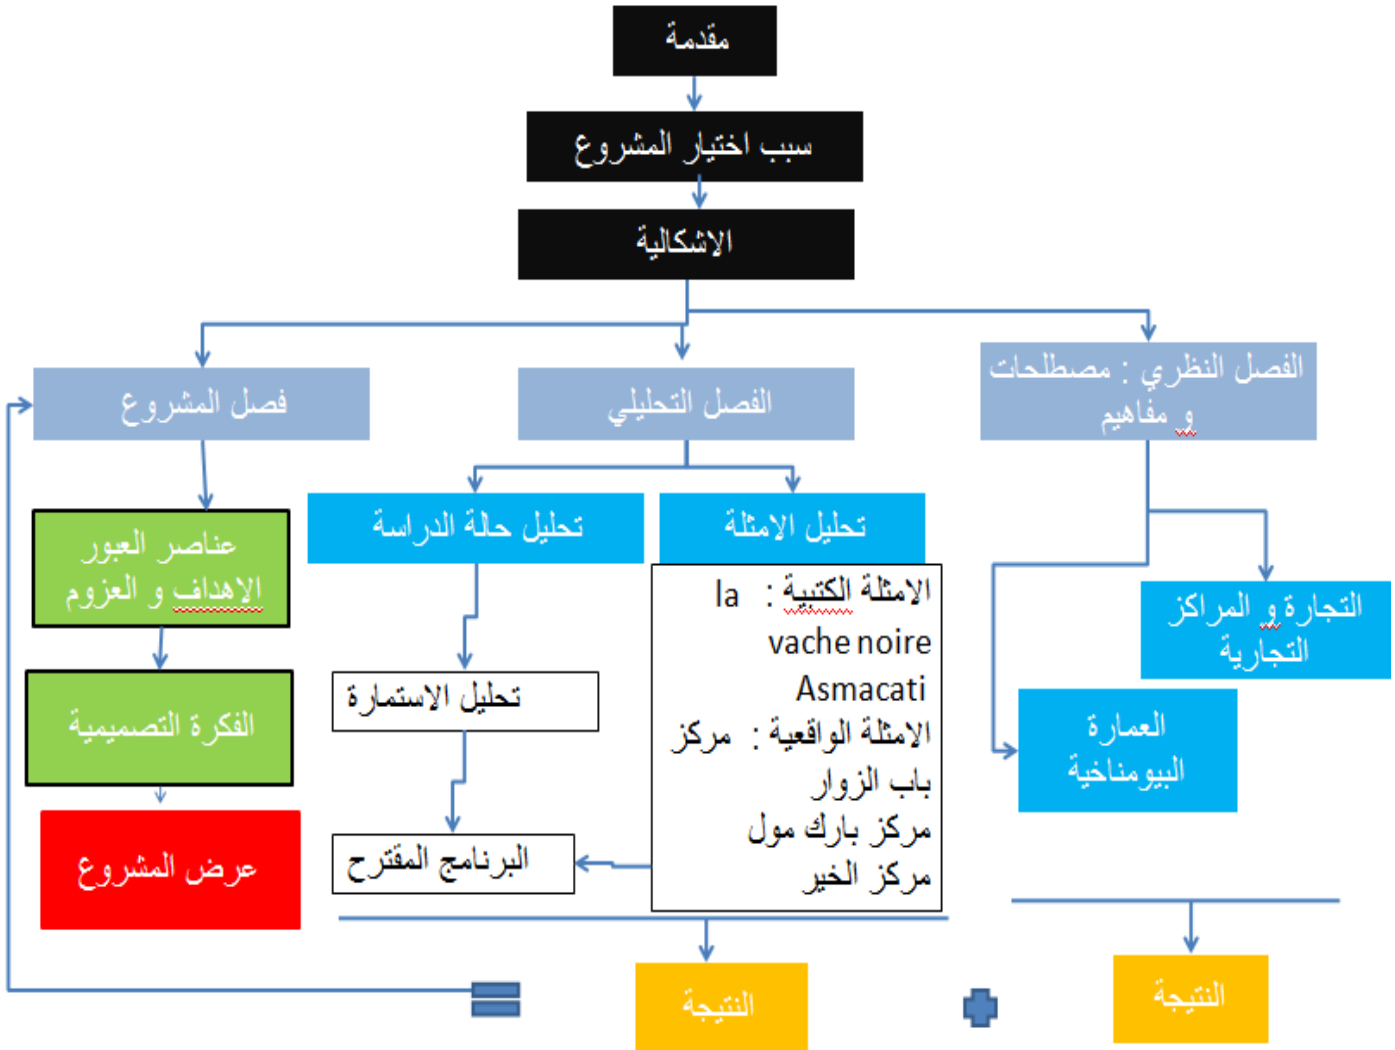 مقدمة
سبب اختيار المشروع
الاشكالية
الفصل النظري : مصطلحات
و مفاهيم
الفصل التحليلي
فصل المشروع
التجارة و المراكز
التجارية
العمارة
البيومناخية
النتيجة
تحليل الامثلة
الامثلة الكتبية : la
vache noire
Asmacati
الامثلة الواقعية : مركز
باب الزوار
مركز بارك مول
مركز الخير
تحليل حالة الدراسة
تحليل الاستمارة
البرنامج المقترح
النتيجة
عناصر العبور
الاهداف و العزوم
الفكرة التصميمية
عرض المشروع